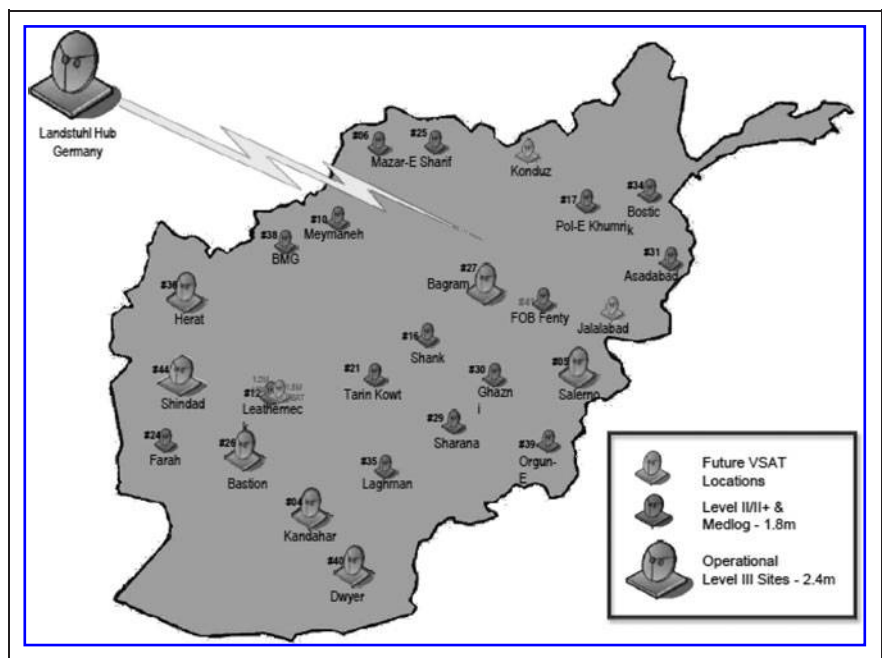 Landstuhl Hub
Germany
#06
#25
Mazar-E Sharif
Konduz
#17
Pol-E Khumri
#34
Bostic
k
#10
Meymaneh
#38
BMG
#31
Asadabad
#27
Bagram
#36
Herat
#41
FOB Fenty
Jalalabad
#16
Shank
#44
Shindad
#12
Leathernec
k
#21
Tarin Kowt
#30
Ghazn
i
#05
Salerno
#29
Sharana
#24
Farah
#26
Bastion
#35
Laghman
#39
Orgun-
E
#04
Kandahar
#40
Dwyer
Future VSAT
Locations
Level II/II+ &
Medlog - 1.8m
Operational
Level III Sites - 2.4m